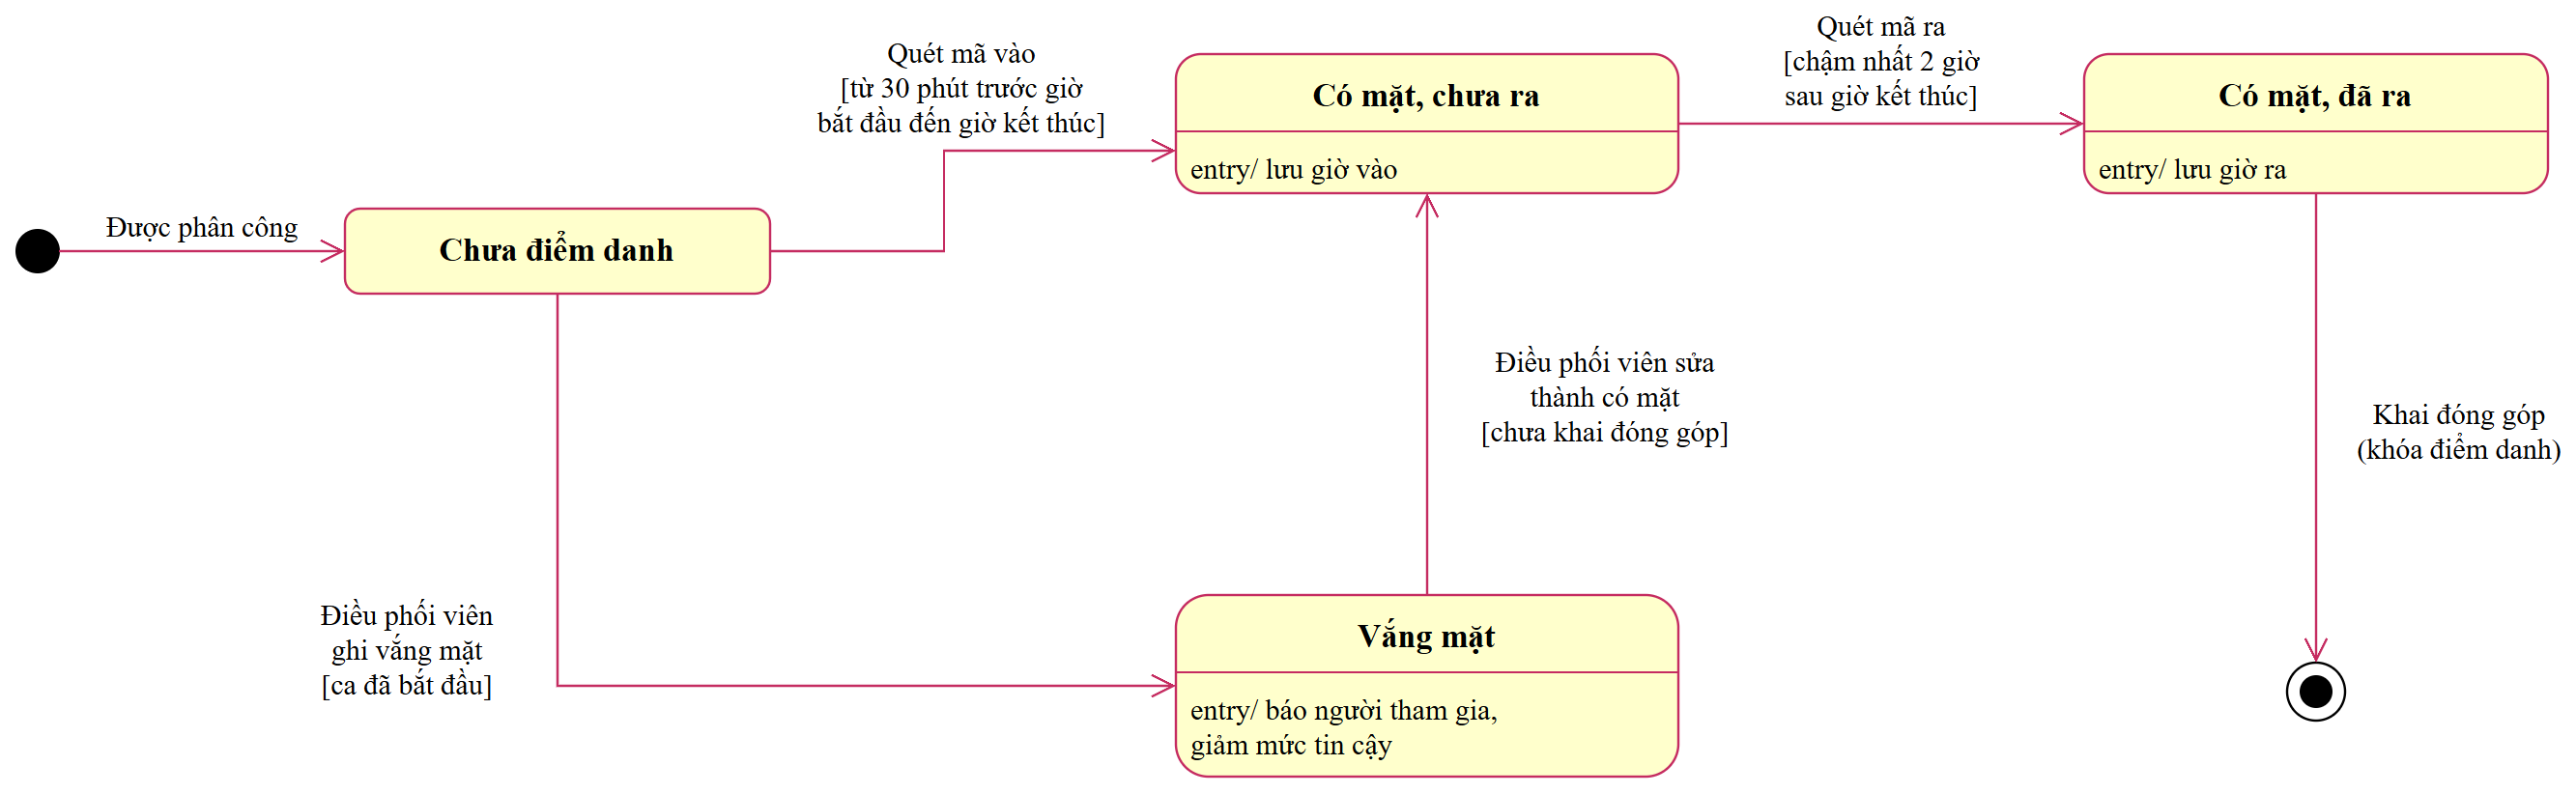 Được phân công
Chưa điểm danh
Quét mã vào
[từ 30 phút trước giờ
bắt đầu đến giờ kết thúc]
Có mặt, chưa ra
entry/ lưu giờ vào
Quét mã ra
[chậm nhất 2 giờ
sau giờ kết thúc]
Có mặt, đã ra
entry/ lưu giờ ra
Điều phối viên sửa
thành có mặt
[chưa khai đóng góp]
Khai đóng góp
(khóa điểm danh)
Điều phối viên
ghi vắng mặt
[ca đã bắt đầu]
Vắng mặt
entry/ báo người tham gia,
giảm mức tin cậy